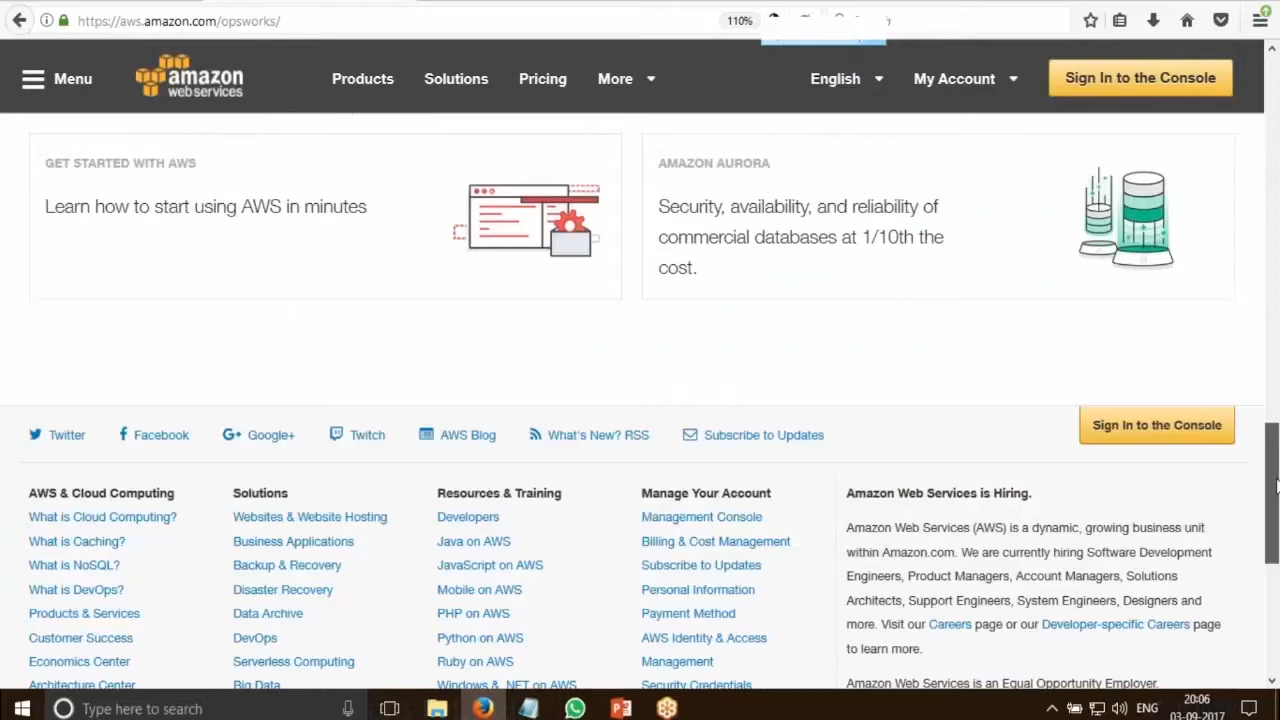 https://aws.amazon.com/opsworks/
110%
Menu
amazon
web services
Products
Solutions
Pricing
More
English
My Account
Sign In to the Console
GET STARTED WITH AWS
Learn how to start using AWS in minutes
AMAZON AURORA
Security, availability, and reliability of
commercial databases at 1/10th the
cost.
Twitter
Facebook
Google+
Twitch
AWS Blog
What's New? RSS
Subscribe to Updates
Sign In to the Console
AWS & Cloud Computing
What is Cloud Computing?
What is Caching?
What is NoSQL?
What is DevOps?
Products & Services
Customer Success
Economics Center
Architecture Center
Solutions
Websites & Website Hosting
Business Applications
Backup & Recovery
Disaster Recovery
Data Archive
DevOps
Serverless Computing
Big Data
Resources & Training
Developers
Java on AWS
JavaScript on AWS
Mobile on AWS
PHP on AWS
Python on AWS
Ruby on AWS
Windows & .NET on AWS
Manage Your Account
Management Console
Billing & Cost Management
Subscribe to Updates
Personal Information
Payment Method
AWS Identity & Access
Management
Security Credentials
Amazon Web Services is Hiring.
Amazon Web Services (AWS) is a dynamic, growing business unit
within Amazon.com. We are currently hiring Software Development
Engineers, Product Managers, Account Managers, Solutions
Architects, Support Engineers, System Engineers, Designers and
more. Visit our Careers page or our Developer-specific Careers page
to learn more.
Amazon Web Services is an Equal Opportunity Employer.
Type here to search
ENG
20:06
03-09-2017